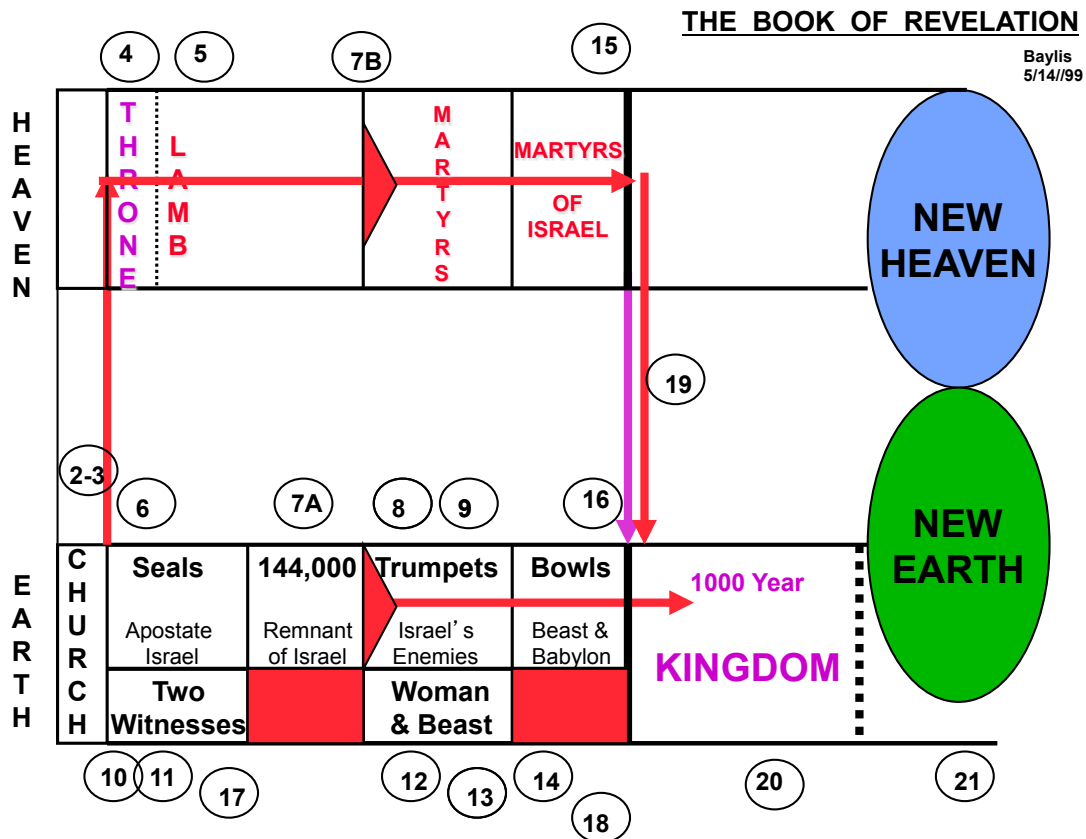 THE BOOK OF REVELATION
Baylis
5/14//99
4
5
7B
15
HEAVEN
THRONE
LAMB
MARTYRS
MARTYRS
OF
ISRAEL
NEW
HEAVEN
19
2-3
6
7A
8
9
16
NEW
EARTH
EARTH
CHURCH
Seals
144,000
Trumpets
Bowls
1000 Year
Apostate
Israel
Remnant
of Israel
Israel's
Enemies
Beast &
Babylon
KINGDOM
Two
Witnesses
Woman
& Beast
10
11
17
12
13
14
18
20
21